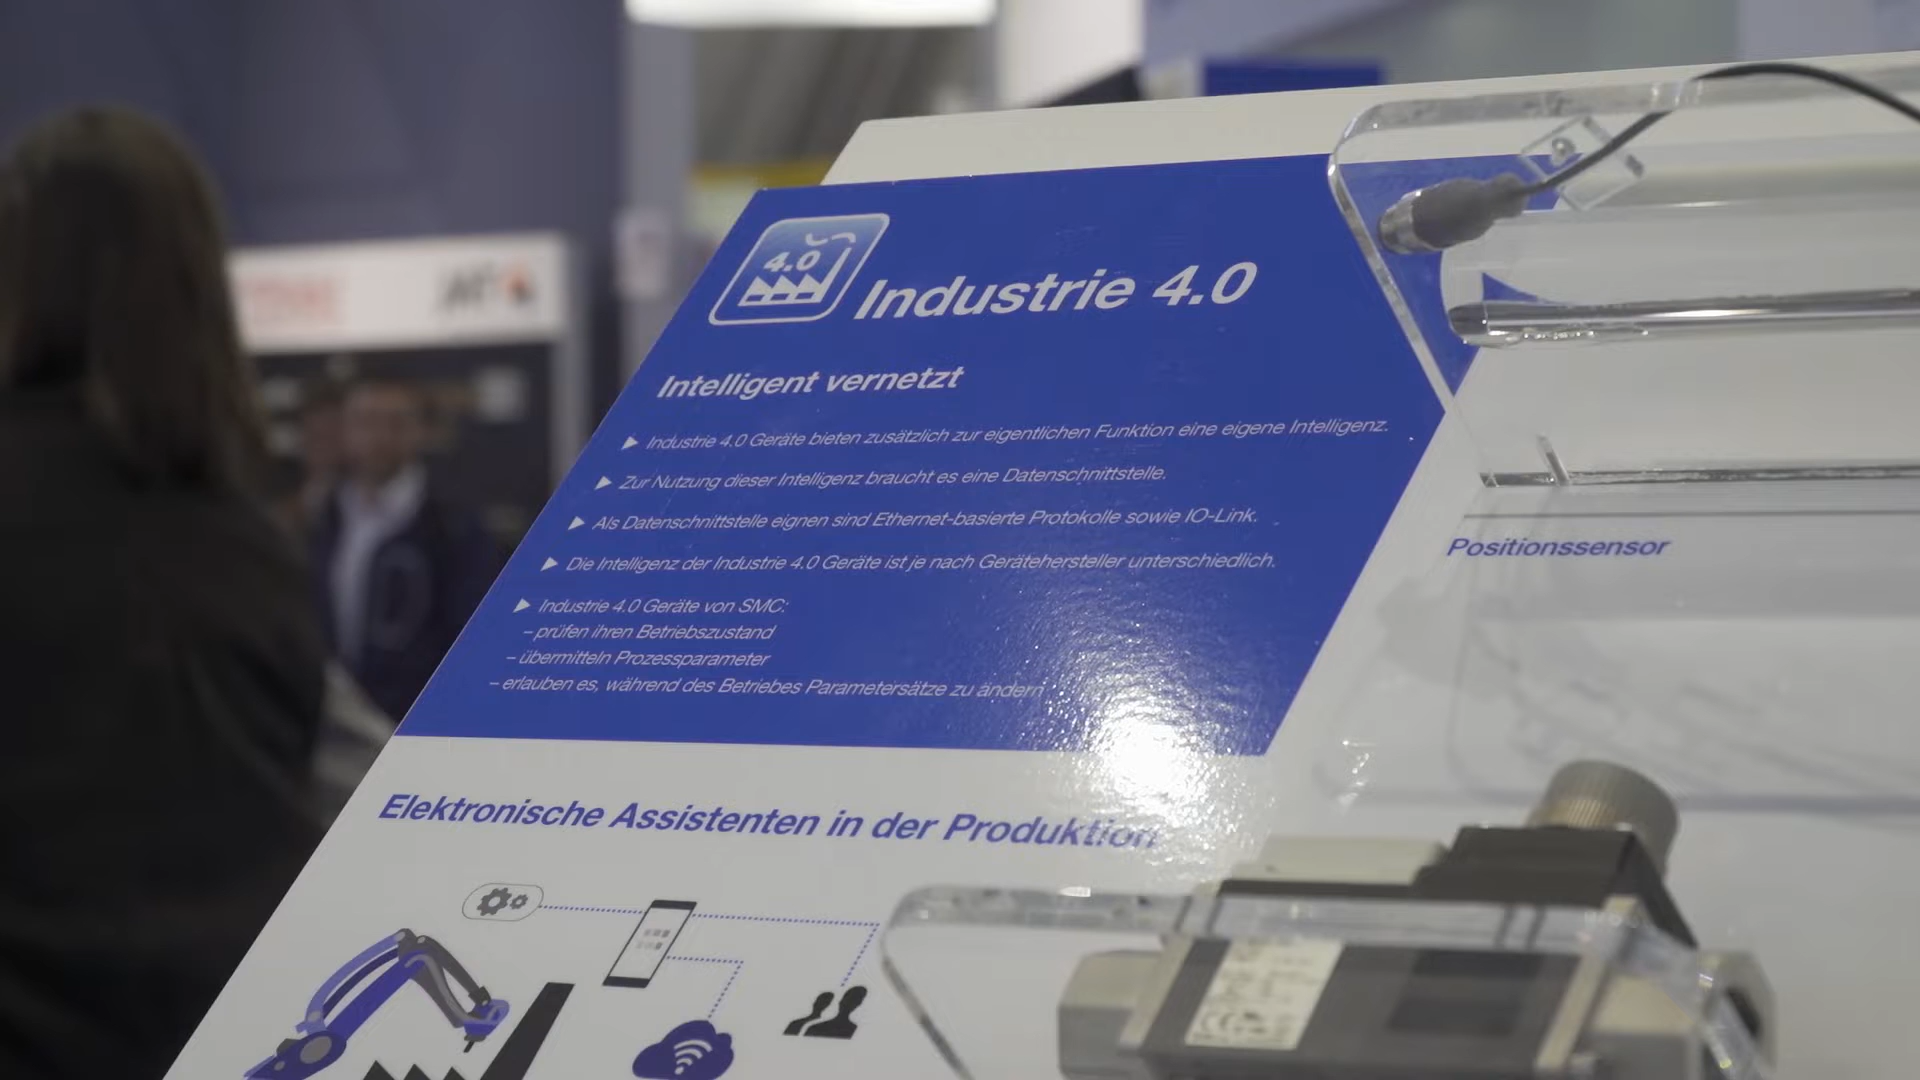 4.0
Industrie 4.0
Intelligent vernetzt
Industrie 4.0 Geräte bieten zusätzlich zur eigentlichen Funktion eine eigene Intelligenz.
Zur Nutzung dieser Intelligenz braucht es eine Datenschnittstelle.
Als Datenschnittstelle eignen sind Ethernet-basierte Protokolle sowie IO-Link.
Die Intelligenz der Industrie 4.0 Geräte ist je nach Gerätehersteller unterschiedlich.
Industrie 4.0 Geräte von SMC:
– prüfen ihren Betriebszustand
– übermitteln Prozessparameter
– erlauben es, während des Betriebes Parametersätze zu ändern
Positionssensor
Elektronische Assistenten in der Produktion